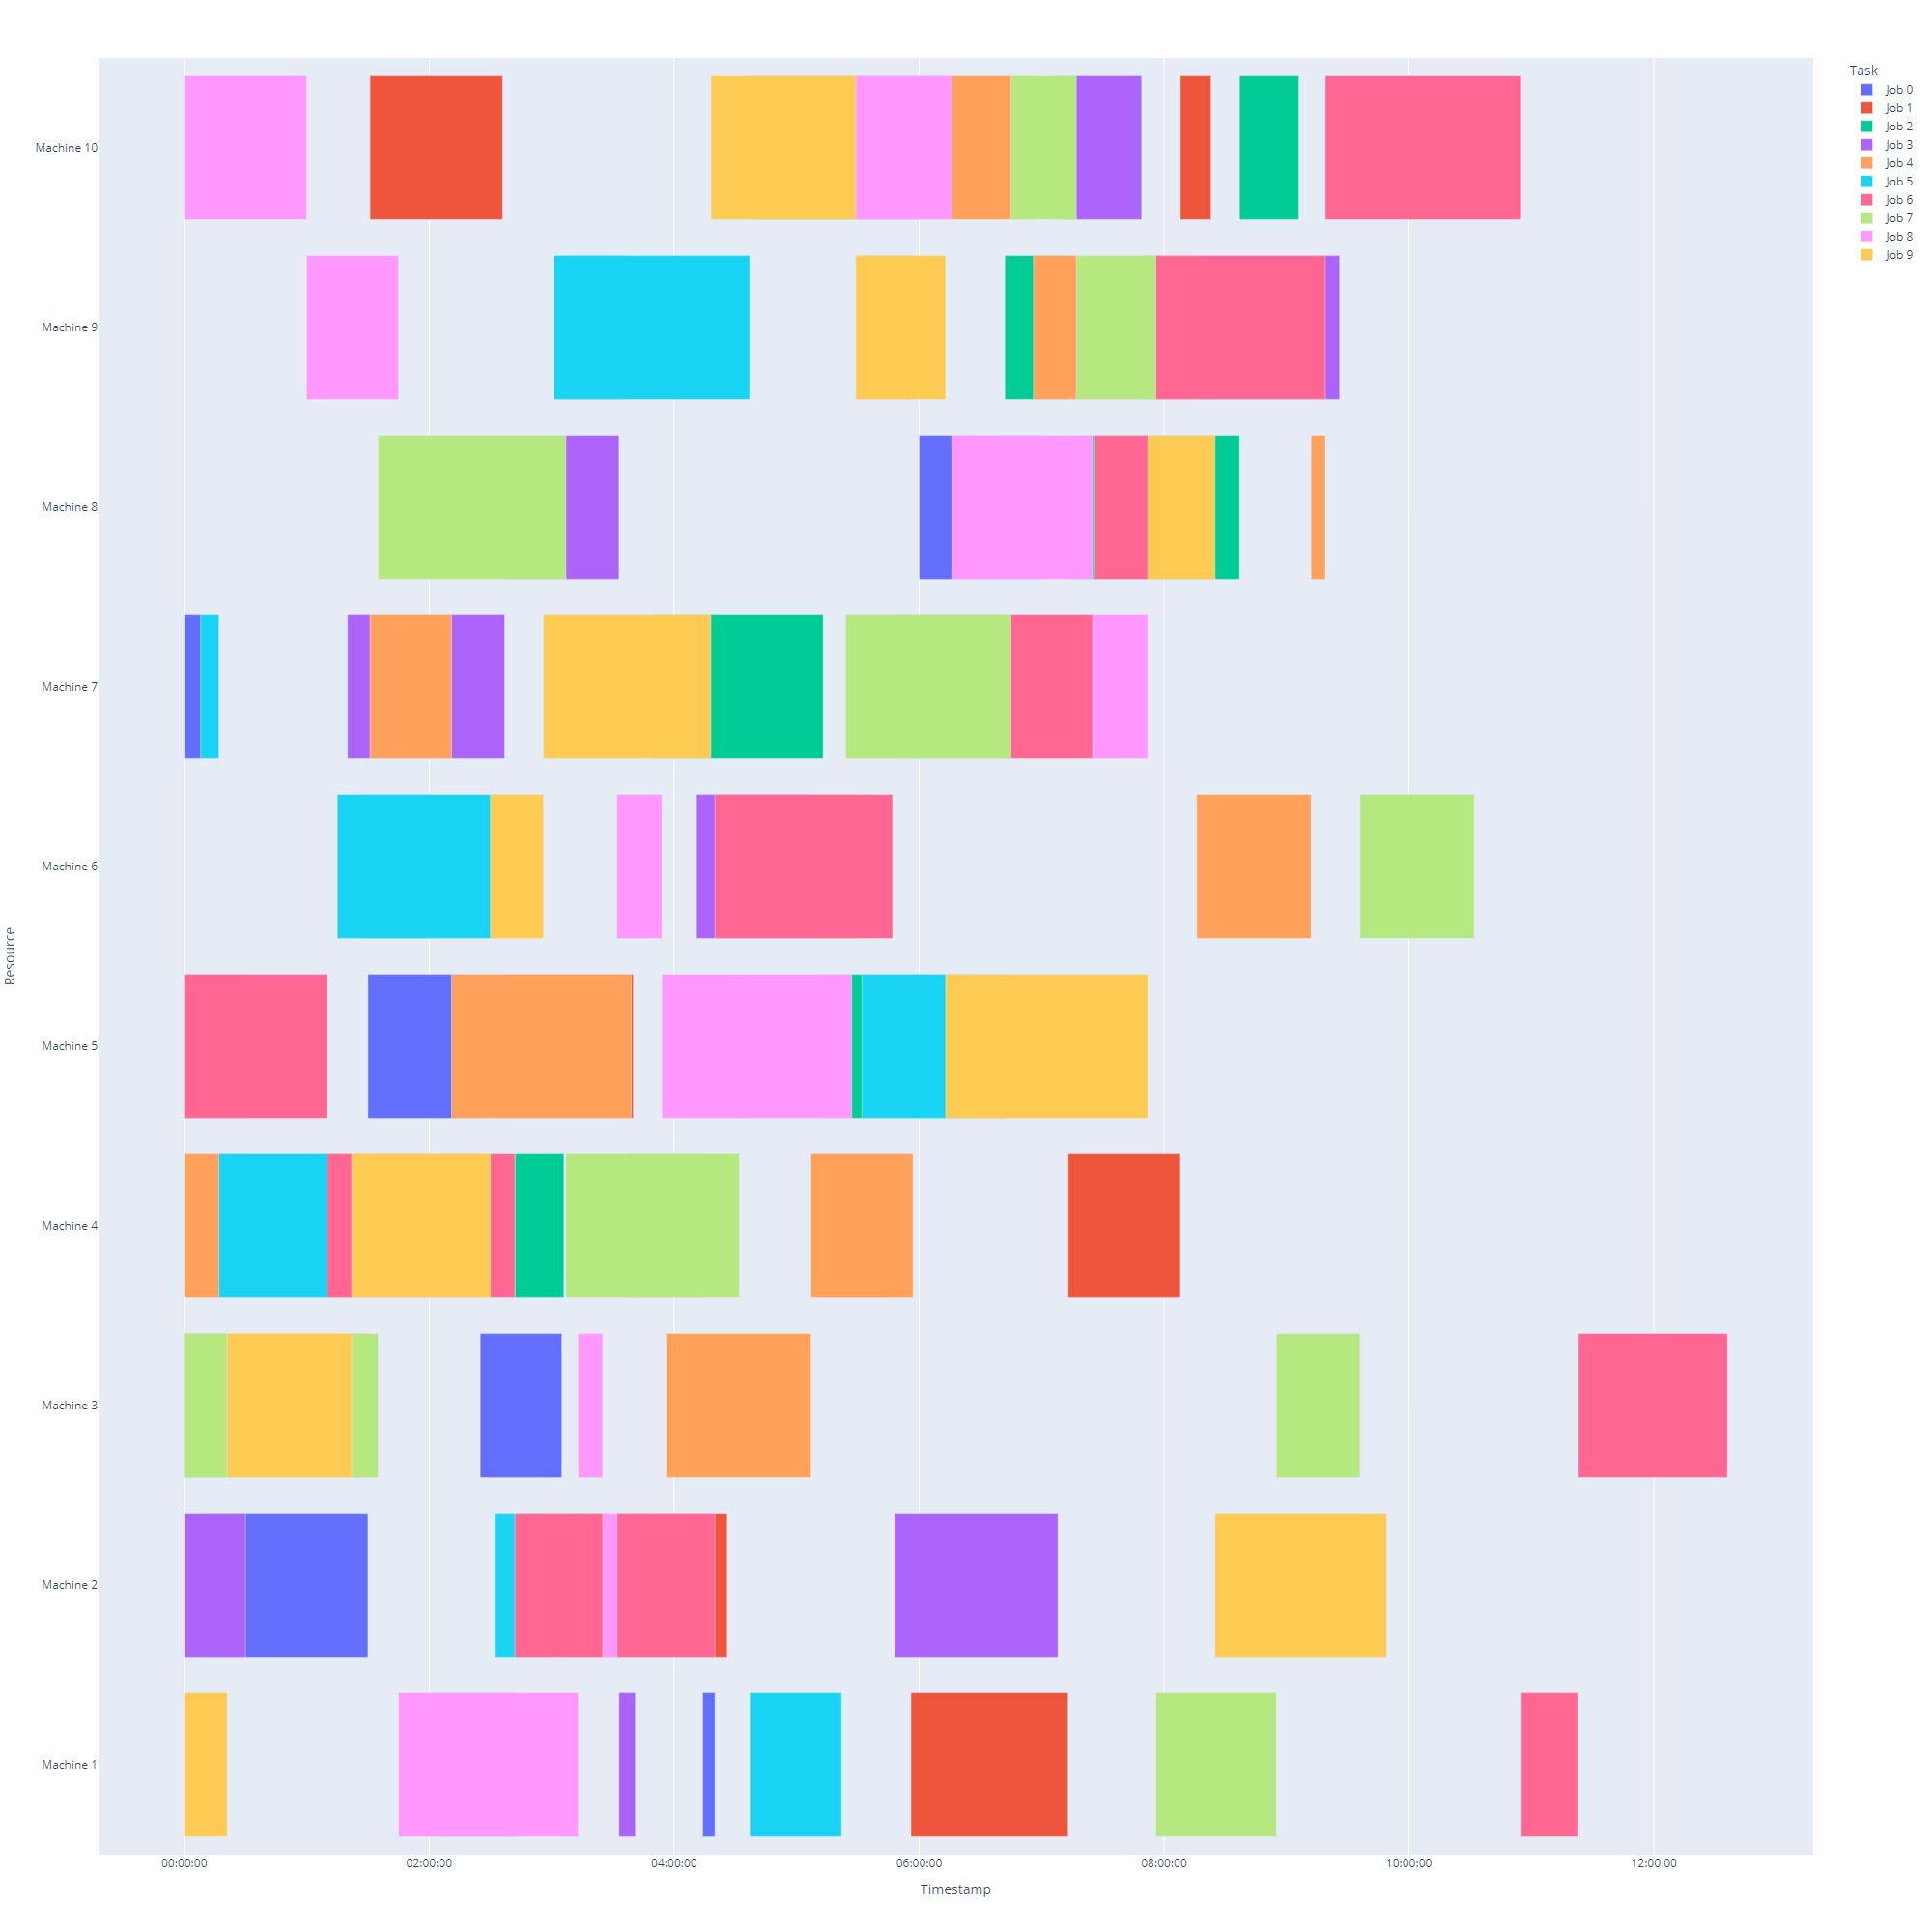 Task
Job 0
Job 1
Job 2
Job 3
Job 4
Job 5
Job 6
Job 7
Job 8
Job 9
Machine 10
Machine 9
Machine 8
Machine 7
Machine 6
Machine 5
Machine 4
Machine 3
Machine 2
Machine 1
Resource
00:00:00 02:00:00 04:00:00 06:00:00 08:00:00 10:00:00 12:00:00
Timestamp